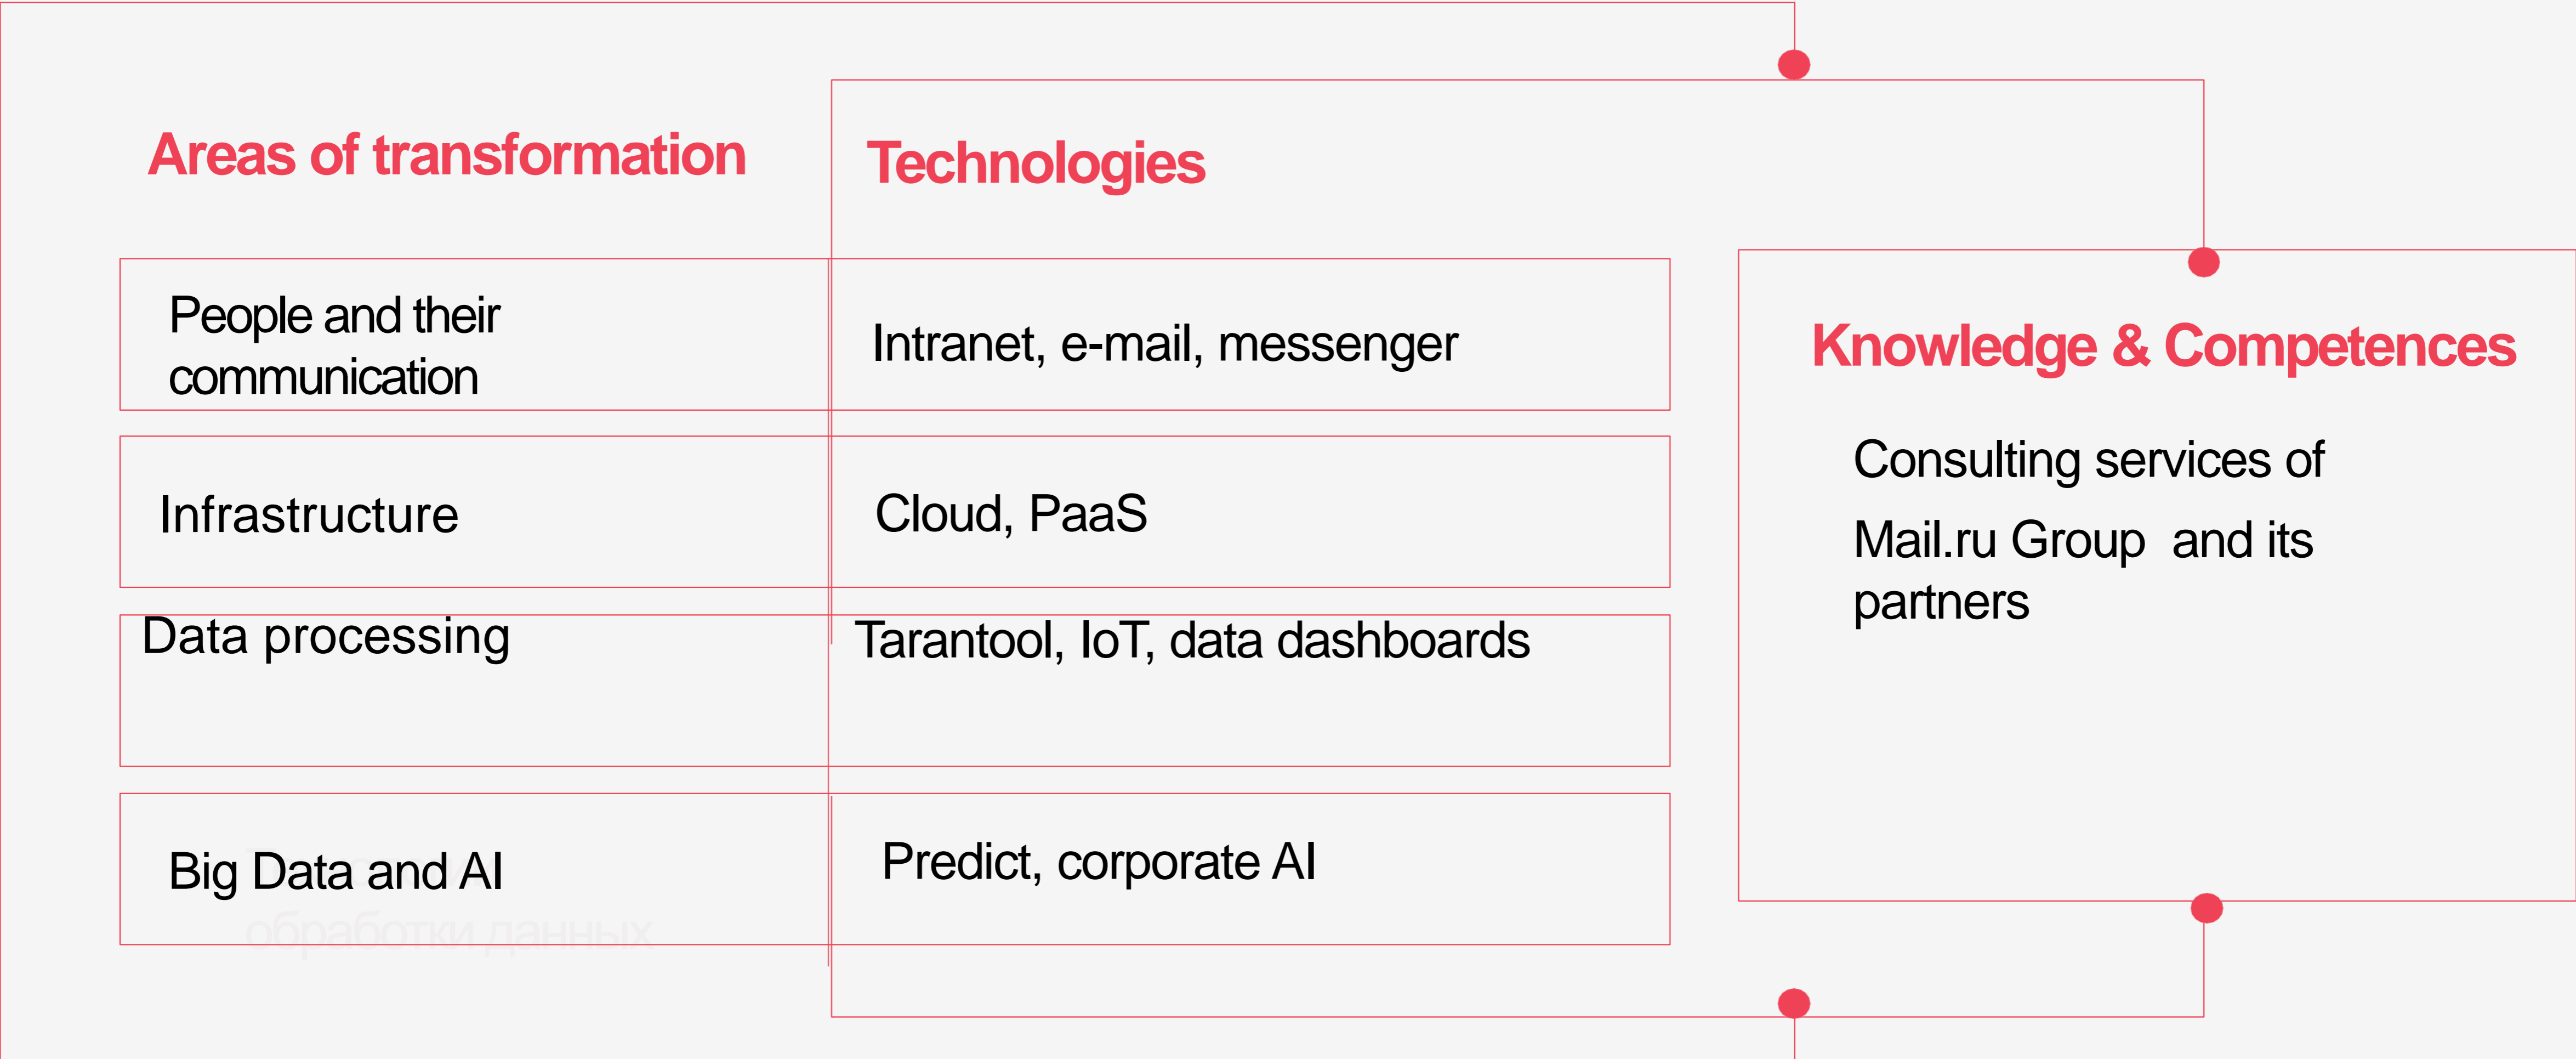 Areas of transformation
Technologies
People and their
communication
Intranet, e-mail, messenger
Infrastructure
Cloud, PaaS
Data processing
Tarantool, IoT, data dashboards
Big Data and AI
Predict, corporate AI
обработки данных
Knowledge & Competences
Consulting services of
Mail.ru Group and its
partners